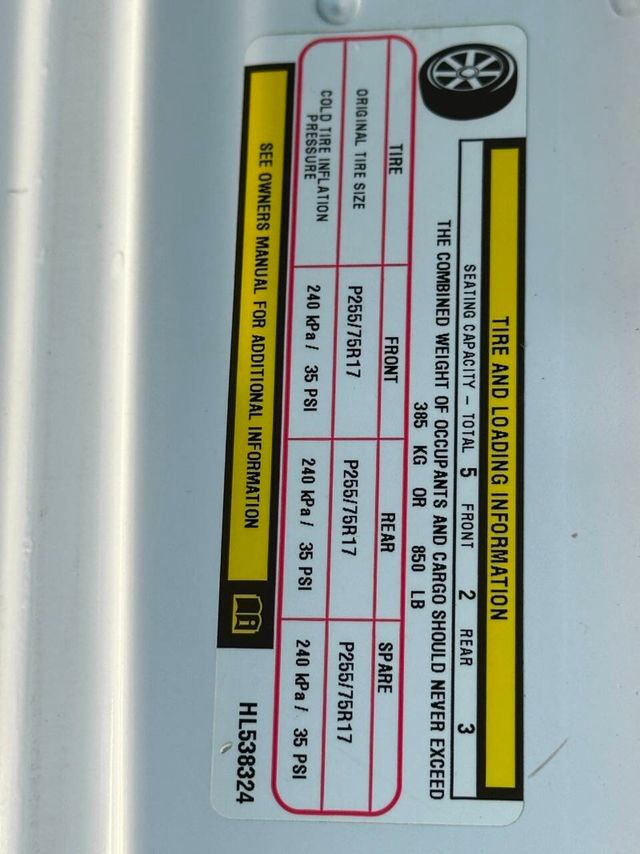 TIRE AND LOADING INFORMATION
SEATING CAPACITY – TOTAL 5 FRONT 2 REAR 3
THE COMBINED WEIGHT OF OCCUPANTS AND CARGO SHOULD NEVER EXCEED
385 KG OR 850 LB
TIRE FRONT REAR SPARE
ORIGINAL TIRE SIZE P255/75R17 P255/75R17 P255/75R17
COLD TIRE INFLATION
PRESSURE 240 kPa / 35 PSI 240 kPa / 35 PSI 240 kPa / 35 PSI
SEE OWNERS MANUAL FOR ADDITIONAL INFORMATION
HL538324